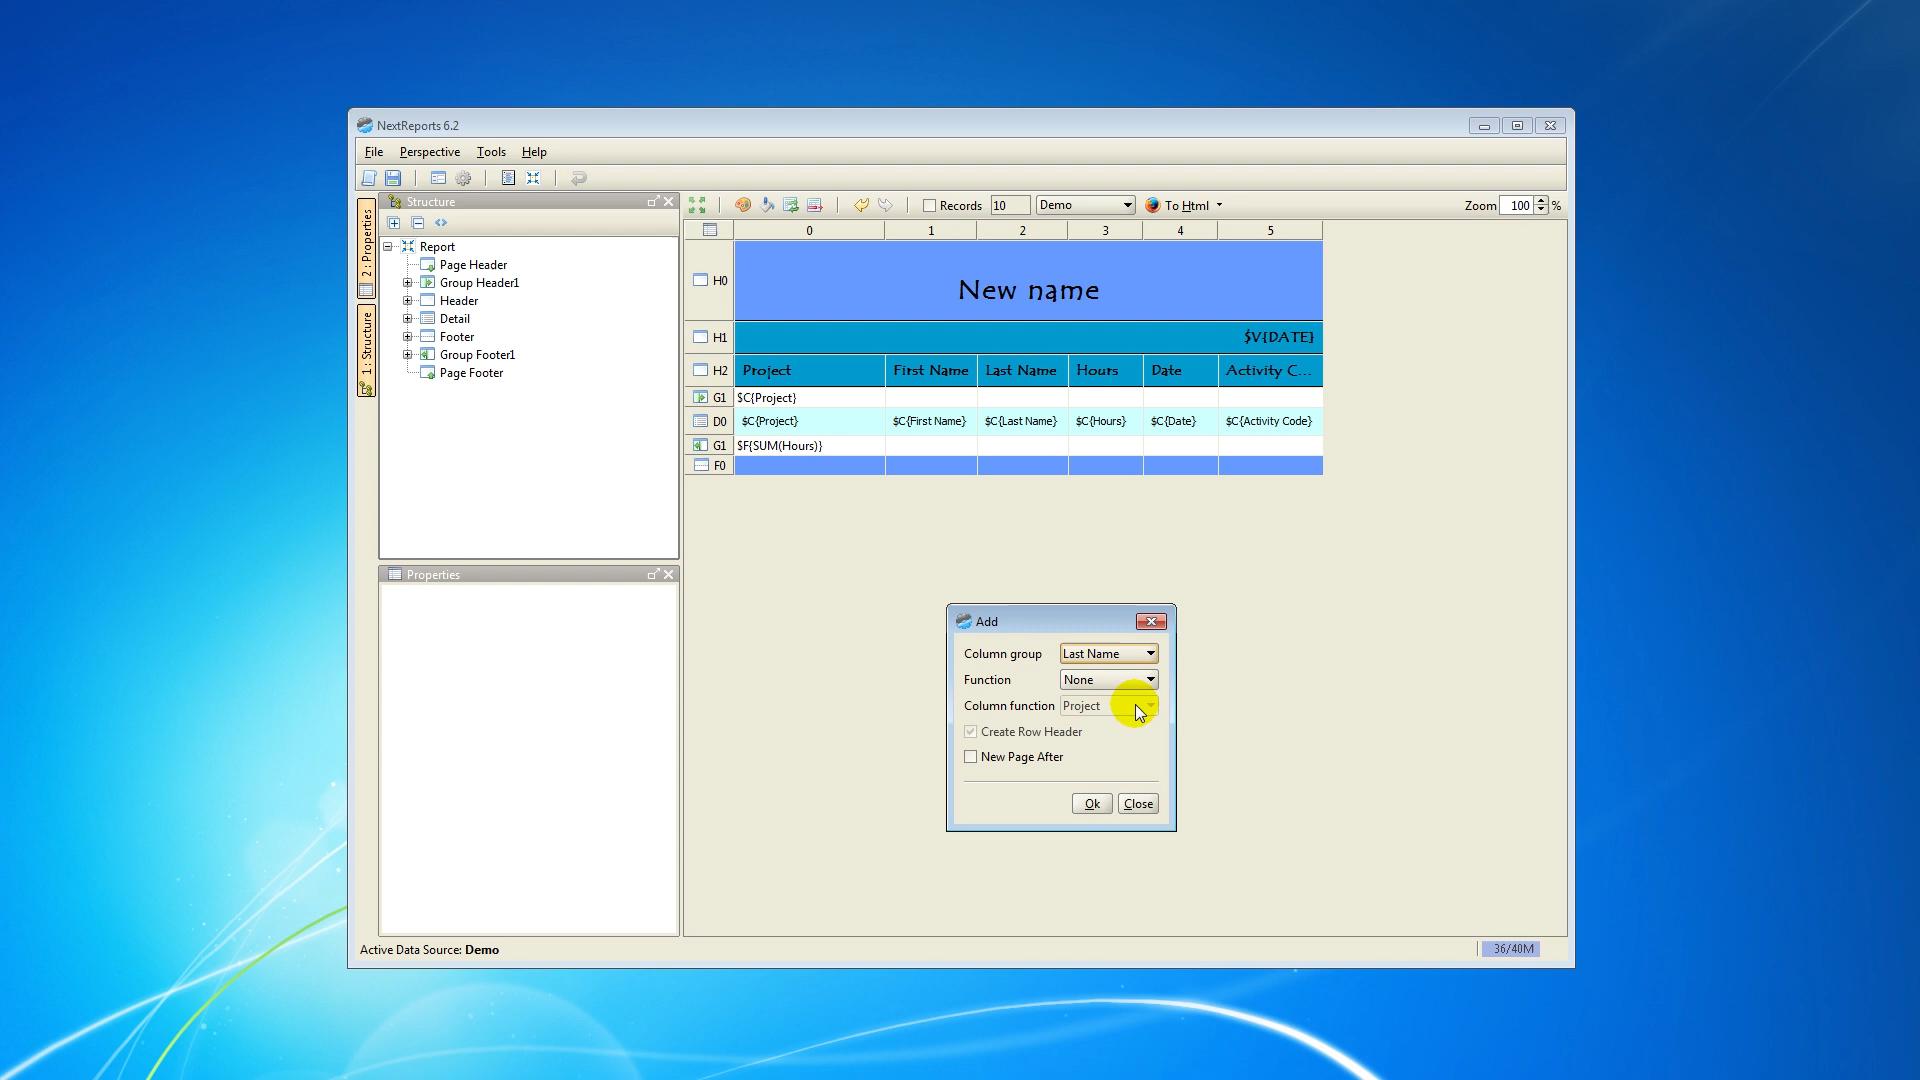 NextReports 6.2
File Perspective Tools Help
Structure
Records 10 Demo To Html Zoom 100 %
2 : Properties
1 : Structure
Report
Page Header
Group Header1
Header
Detail
Footer
Group Footer1
Page Footer
0 1 2 3 4 5
H0 New name
H1 $V{DATE}
H2 Project First Name Last Name Hours Date Activity C...
G1 $C{Project}
D0 $C{Project} $C{First Name} $C{Last Name} $C{Hours} $C{Date} $C{Activity Code}
G1 $F{SUM(Hours)}
F0
Properties
Add
Column group Last Name
Function None
Column function Project
Create Row Header
New Page After
Ok Close
Active Data Source: Demo
36/40M